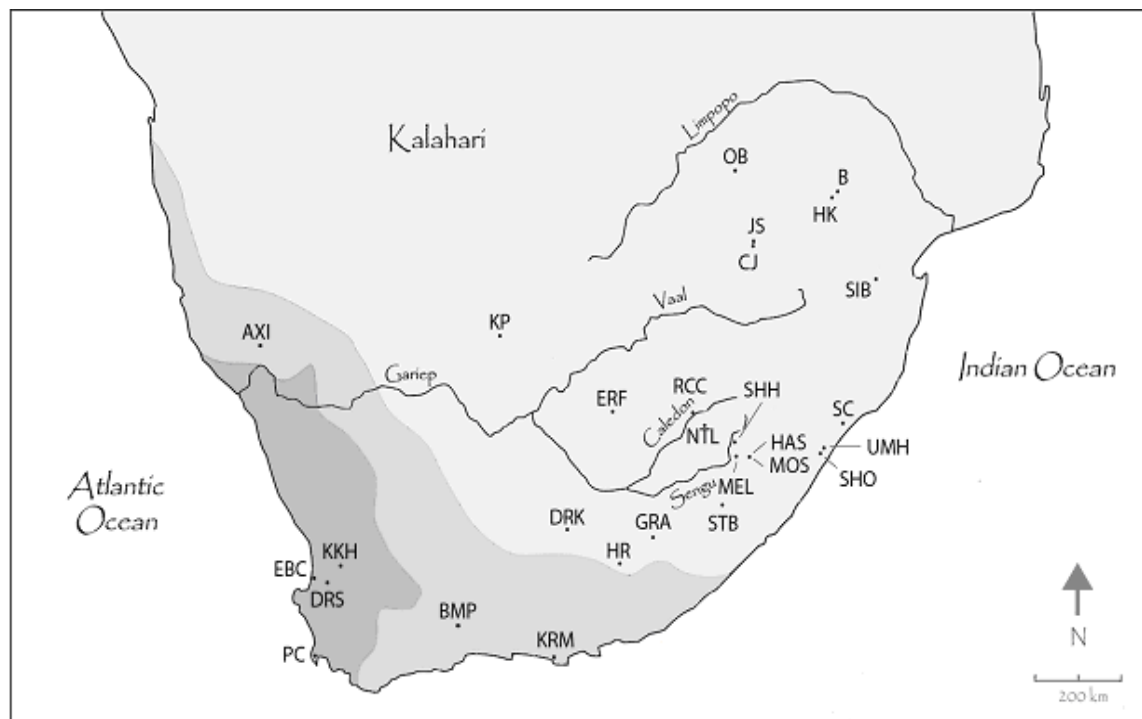 Limpopo
Kalahari
OB
B
HK
JS
CJ
SIB
Vaal
AXI
KP
Gariep
Indian Ocean
RCC
SHH
ERF
Caledon
SC
NTL
HAS
UMH
MOS
SHO
Atlantic
Ocean
Sengu
MEL
DRK
GRA
STB
HR
KKH
EBC
DRS
BMP
KRM
PC
N
200 km